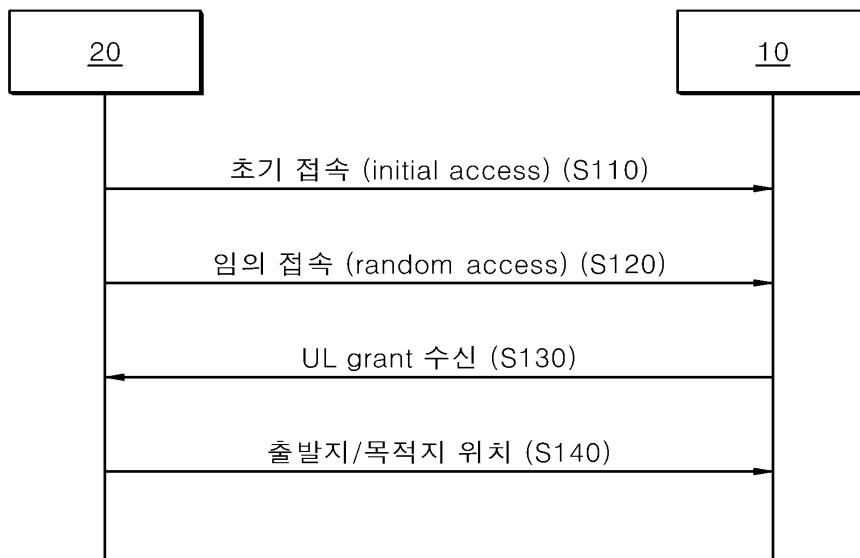 20
10
초기 접속 (initial access) (S110)
임의 접속 (random access) (S120)
UL grant 수신 (S130)
출발지/목적지 위치 (S140)